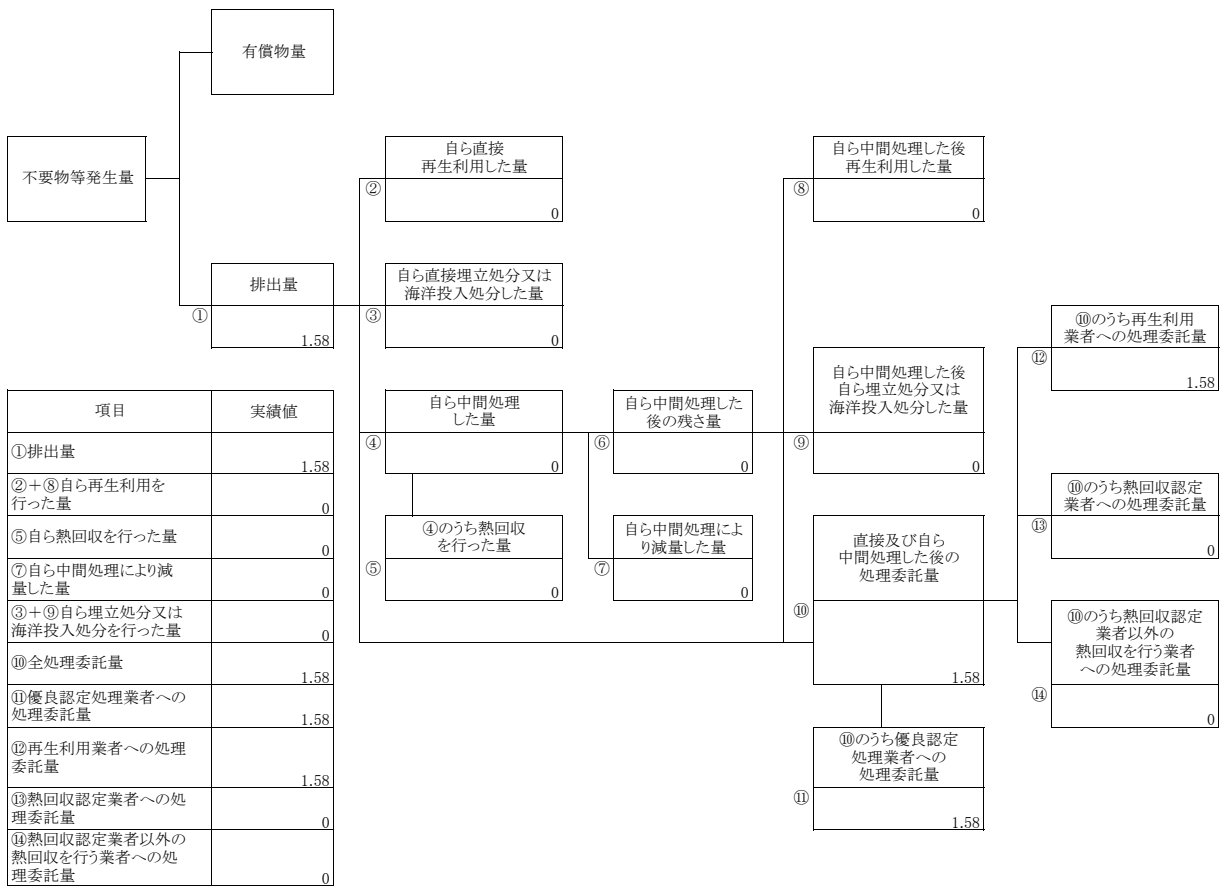 有償物量
不要物等発生量
排出量
①
1.58
自ら直接
再生利用した量
②
0
自ら直接埋立処分又は
海洋投入処分した量
③
0
自ら中間処理
した量
④
0
④のうち熱回収
を行った量
⑤
0
自ら中間処理した
後の残さ量
⑥
0
自ら中間処理によ
り減量した量
⑦
0
自ら中間処理した後
再生利用した量
⑧
0
自ら中間処理した後
自ら埋立処分又は
海洋投入処分した量
⑨
0
直接及び自ら
中間処理した後の
処理委託量
⑩
1.58
⑩のうち優良認定
処理業者への
処理委託量
⑪
1.58
⑩のうち再生利用
業者への処理委託量
⑫
1.58
⑩のうち熱回収認定
業者への処理委託量
⑬
0
⑩のうち熱回収認定
業者以外の
熱回収を行う業者
への処理委託量
⑭
0
項目 実績値
①排出量
1.58
②+⑧自ら再生利用を
行った量
0
⑤自ら熱回収を行った量
0
⑦自ら中間処理により減
量した量
0
③+⑨自ら埋立処分又は
海洋投入処分を行った量
0
⑩全処理委託量
1.58
⑪優良認定処理業者への
処理委託量
1.58
⑫再生利用業者への処理
委託量
1.58
⑬熱回収認定業者への処
理委託量
0
⑭熱回収認定業者以外の
熱回収を行う業者への処
理委託量
0